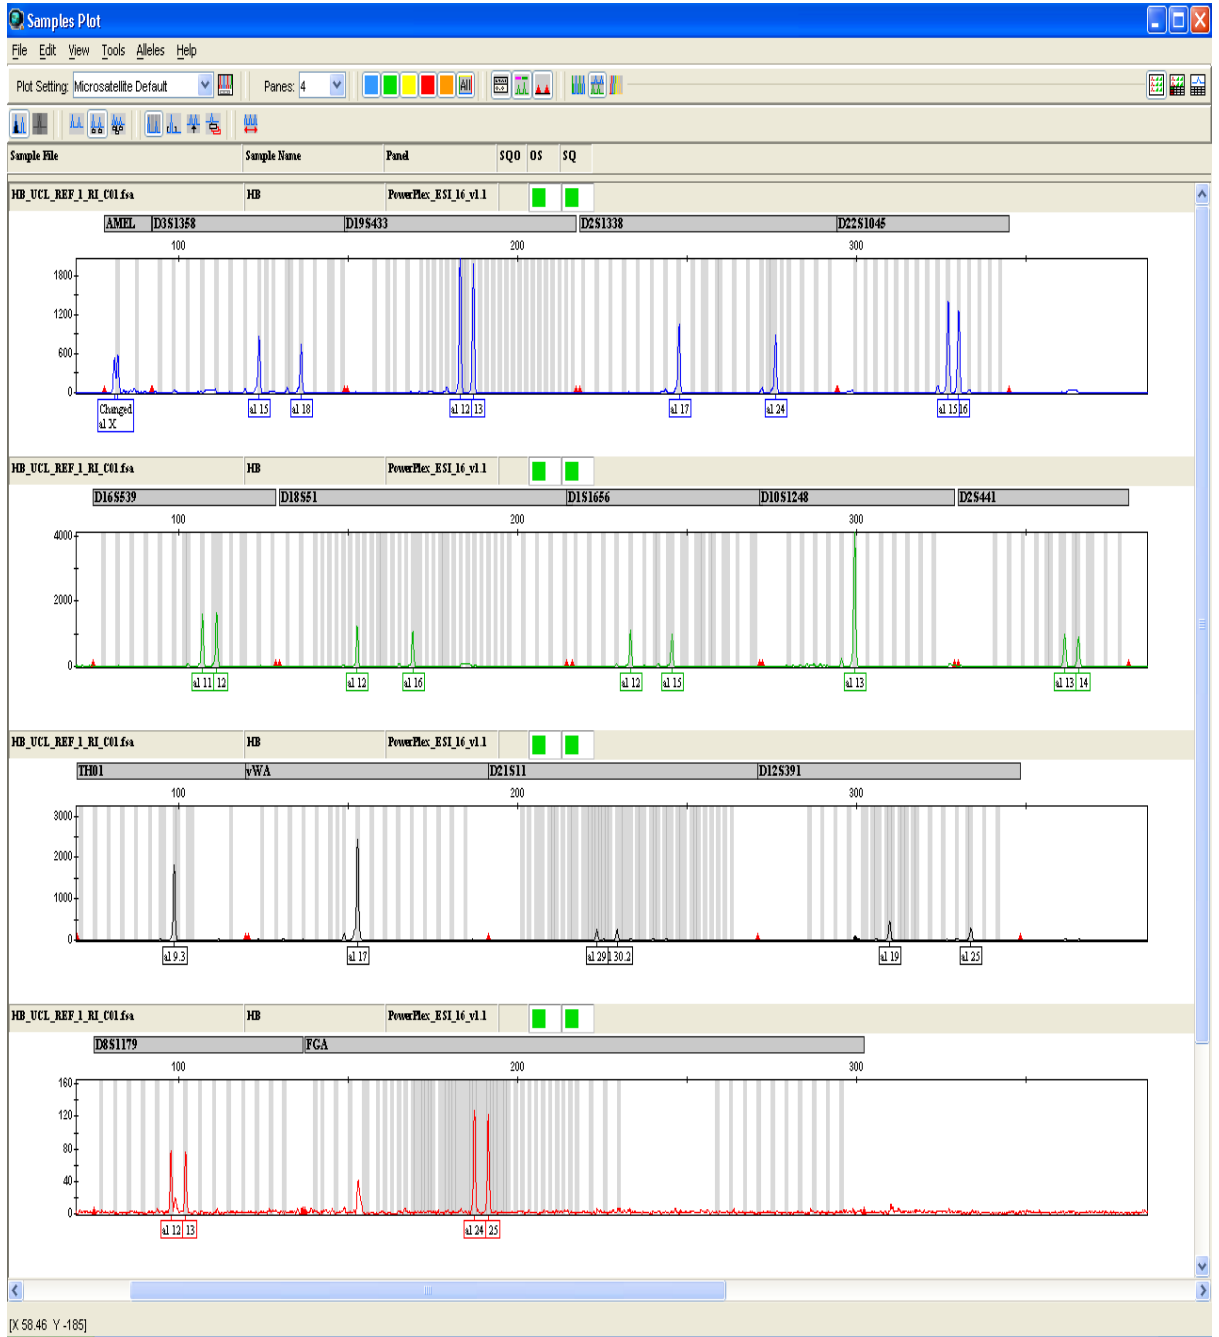 Samples Plot
File Edit View Tools Alleles Help
Plot Setting: Microsatellite Default Panes: 4 All
Sample File Sample Name Panel SQO OS SQ
HB_UCL_REF_1_RI_C01.fsa HB PowerPlex_ESI_16_v1.1
AMEL D3S1358 D19S433 D2S1338 D22S1045
100 200 300
1800
1200
600
0
Changed al 15 al 18 al 12 13 al 17 al 24 al 15 16
al X
HB_UCL_REF_1_RI_C01.fsa HB PowerPlex_ESI_16_v1.1
D16S539 D18S51 D1S1656 D10S1248 D2S441
100 200 300
4000
2000
0
al 11 12 al 12 al 16 al 12 al 15 al 13 al 13 14
HB_UCL_REF_1_RI_C01.fsa HB PowerPlex_ESI_16_v1.1
TH01 vWA D21S11 D12S391
100 200 300
3000
2000
1000
0
al 9.3 al 17 al 29 30.2 al 19 al 25
HB_UCL_REF_1_RI_C01.fsa HB PowerPlex_ESI_16_v1.1
D8S1179 FGA
100 200 300
160
120
80
40
0
al 12 13 al 24 25
[X 58.46 Y -185]